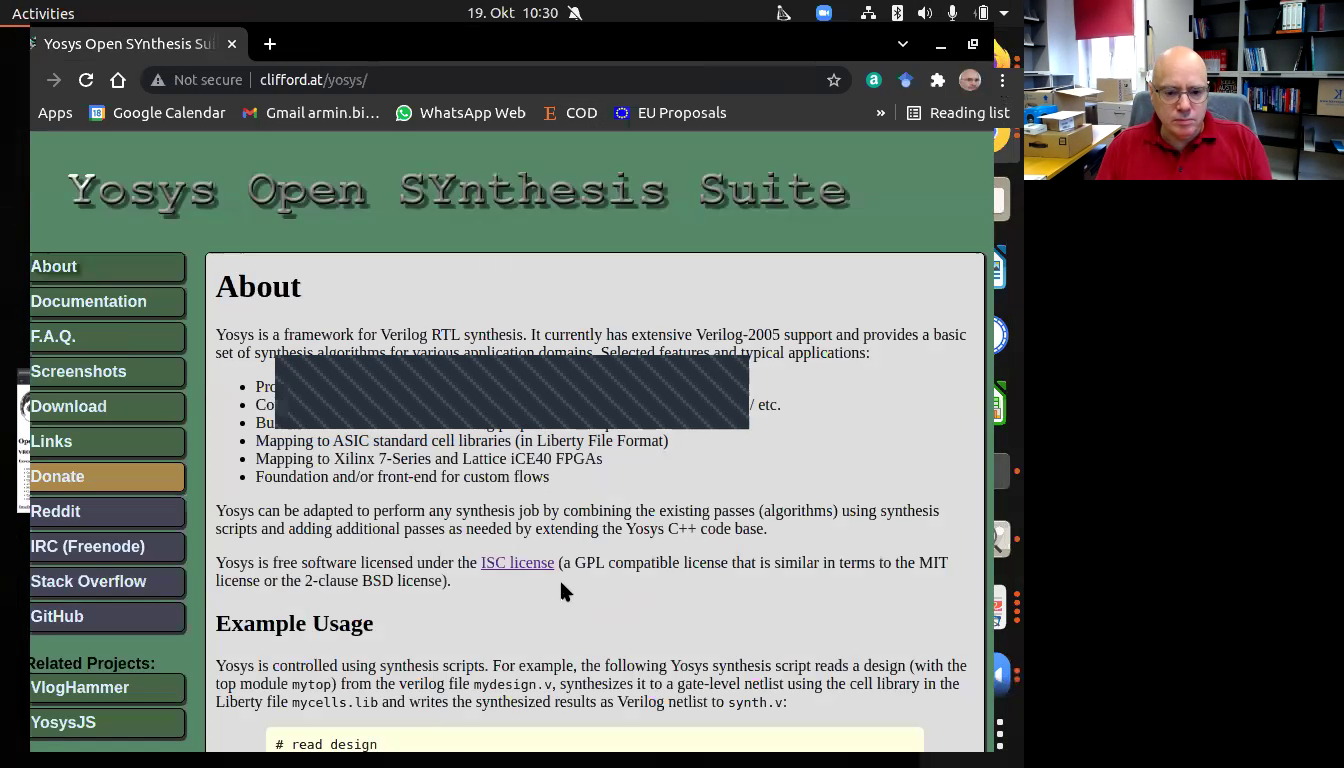 Activities
19. Okt 10:30
Yosys Open SYnthesis Sui
Not secure
clifford.at/yosys/
Apps
Google Calendar
Gmail armin.bi…
WhatsApp Web
COD
EU Proposals
»
Reading list
Yosys Open SYnthesis Suite
About
Documentation
F.A.Q.
Screenshots
Download
Links
Donate
Reddit
IRC (Freenode)
Stack Overflow
GitHub
Related Projects:
VlogHammer
YosysJS
About
Yosys is a framework for Verilog RTL synthesis. It currently has extensive Verilog-2005 support and provides a basic
set of synthesis algorithms for various application domains. Selected features and typical applications:
/ etc.
Mapping to ASIC standard cell libraries (in Liberty File Format)
Mapping to Xilinx 7-Series and Lattice iCE40 FPGAs
Foundation and/or front-end for custom flows
Yosys can be adapted to perform any synthesis job by combining the existing passes (algorithms) using synthesis
scripts and adding additional passes as needed by extending the Yosys C++ code base.
Yosys is free software licensed under the ISC license (a GPL compatible license that is similar in terms to the MIT
license or the 2-clause BSD license).
Example Usage
Yosys is controlled using synthesis scripts. For example, the following Yosys synthesis script reads a design (with the
top module mytop) from the verilog file mydesign.v, synthesizes it to a gate-level netlist using the cell library in the
Liberty file mycells.lib and writes the synthesized results as Verilog netlist to synth.v:
# read design